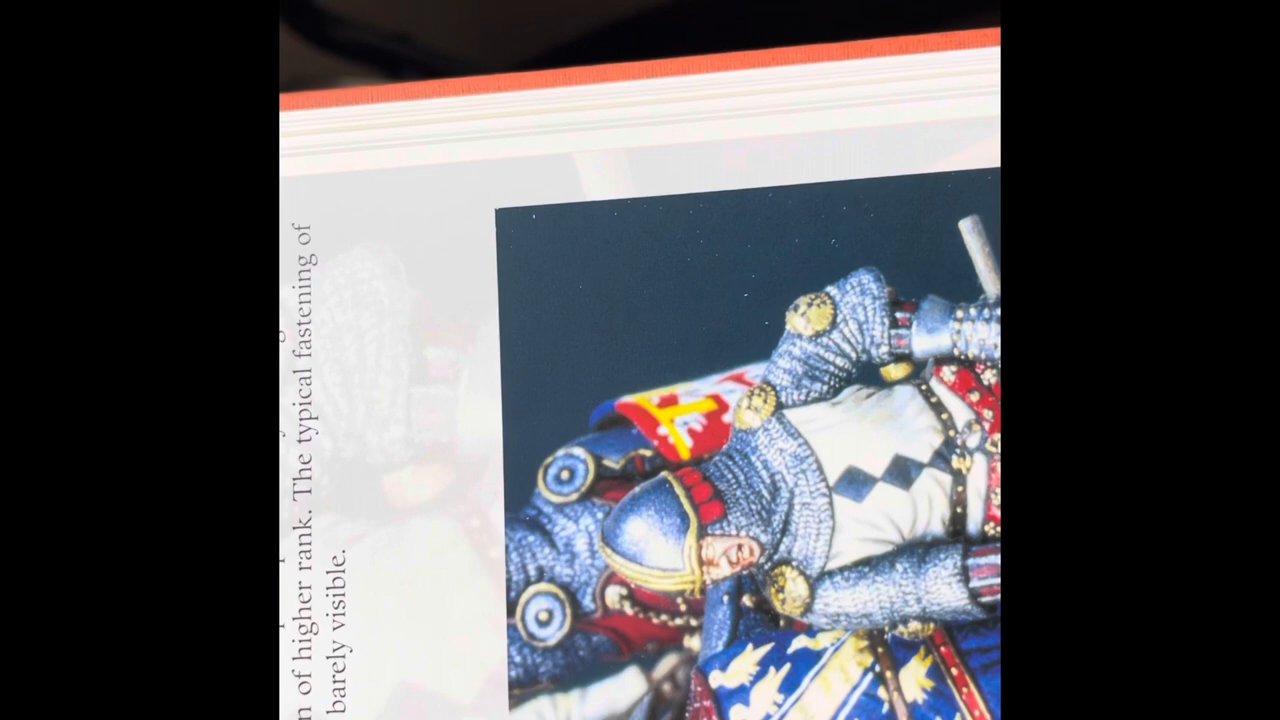 n of higher rank. The typical fastening of
barely visible.